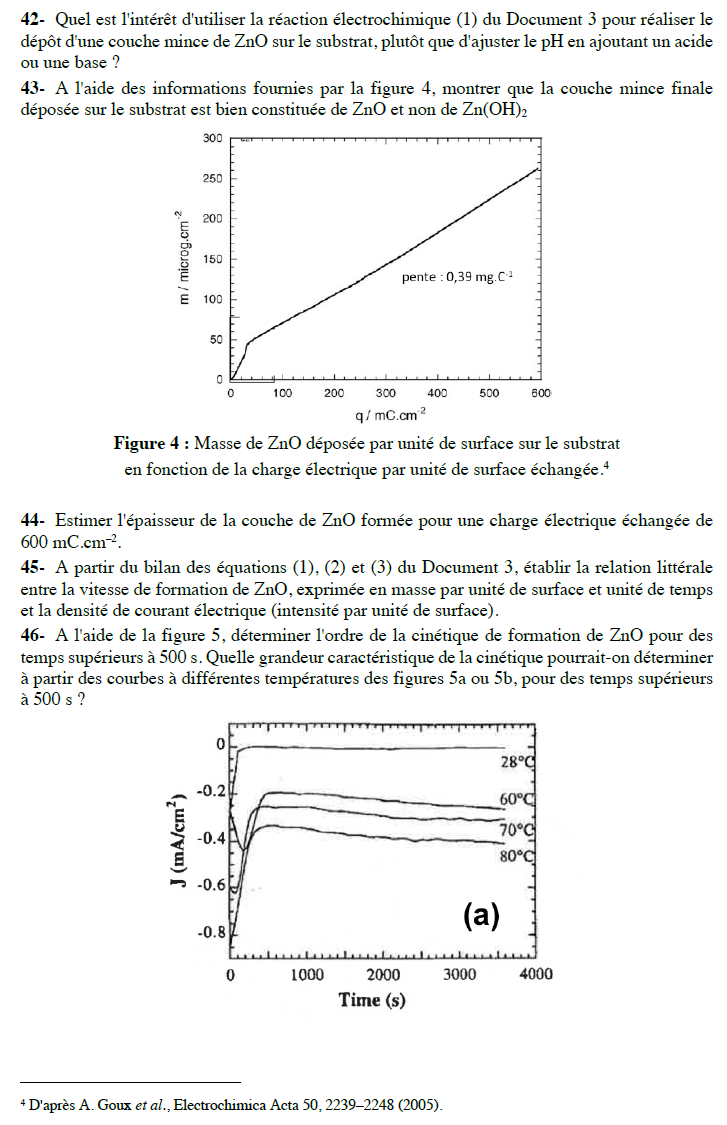 42- Quel est l'intérêt d'utiliser la réaction électrochimique (1) du Document 3 pour réaliser le
dépôt d'une couche mince de ZnO sur le substrat, plutôt que d'ajuster le pH en ajoutant un acide
ou une base ?
43- A l'aide des informations fournies par la figure 4, montrer que la couche mince finale
déposée sur le substrat est bien constituée de ZnO et non de Zn(OH)₂
300
250
200
150
100
50
0
m / microg.cm⁻²
pente : 0,39 mg.C⁻¹
0 100 200 300 400 500 600
q / mC.cm⁻²
Figure 4 : Masse de ZnO déposée par unité de surface sur le substrat
en fonction de la charge électrique par unité de surface échangée.⁴
44- Estimer l'épaisseur de la couche de ZnO formée pour une charge électrique échangée de
600 mC.cm⁻².
45- A partir du bilan des équations (1), (2) et (3) du Document 3, établir la relation littérale
entre la vitesse de formation de ZnO, exprimée en masse par unité de surface et unité de temps
et la densité de courant électrique (intensité par unité de surface).
46- A l'aide de la figure 5, déterminer l'ordre de la cinétique de formation de ZnO pour des
temps supérieurs à 500 s. Quelle grandeur caractéristique de la cinétique pourrait-on déterminer
à partir des courbes à différentes températures des figures 5a ou 5b, pour des temps supérieurs
à 500 s ?
0
-0.2
-0.4
-0.6
-0.8
J (mA/cm²)
28°C
60°C
70°C
80°C
(a)
0 1000 2000 3000 4000
Time (s)
⁴ D'après A. Goux et al., Electrochimica Acta 50, 2239–2248 (2005).